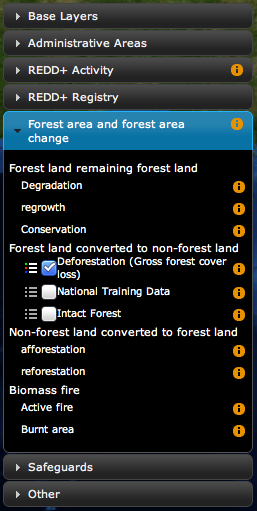 Base Layers
Administrative Areas
REDD+ Activity
REDD+ Registry
Forest area and forest area
change
Forest land remaining forest land
Degradation
regrowth
Conservation
Forest land converted to non-forest land
Deforestation (Gross forest cover
loss)
National Training Data
Intact Forest
Non-forest land converted to forest land
afforestation
reforestation
Biomass fire
Active fire
Burnt area
Safeguards
Other